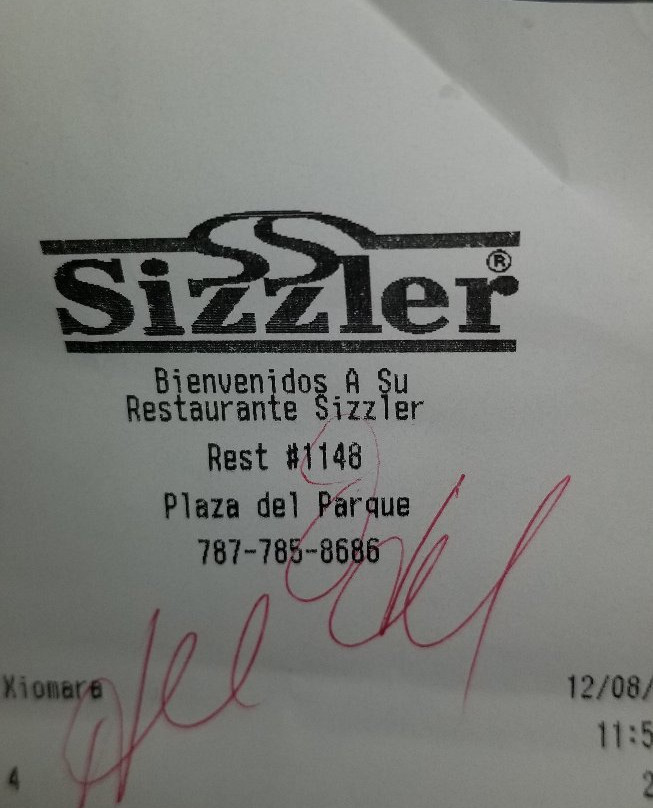 Sizzler®
Bienvenidos A Su
Restaurante Sizzler
Rest #1148
Plaza del Parque
787-785-8686
Xiomara 12/08/
11:5
4 2